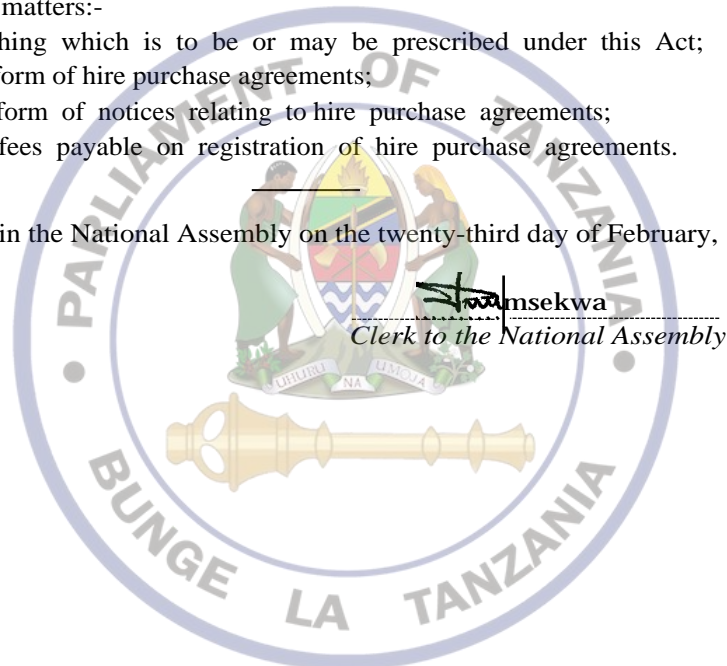 matters:-
hing which is to be or may be prescribed under this Act;
form of hire purchase agreements;
form of notices relating to hire purchase agreements;
fees payable on registration of hire purchase agreements.
in the National Assembly on the twenty-third day of February,
msekwa
Clerk to the National Assembly
PARLIAMENT OF TANZANIA
UHURU NA UMOJA
BUNGE LA TANZANIA